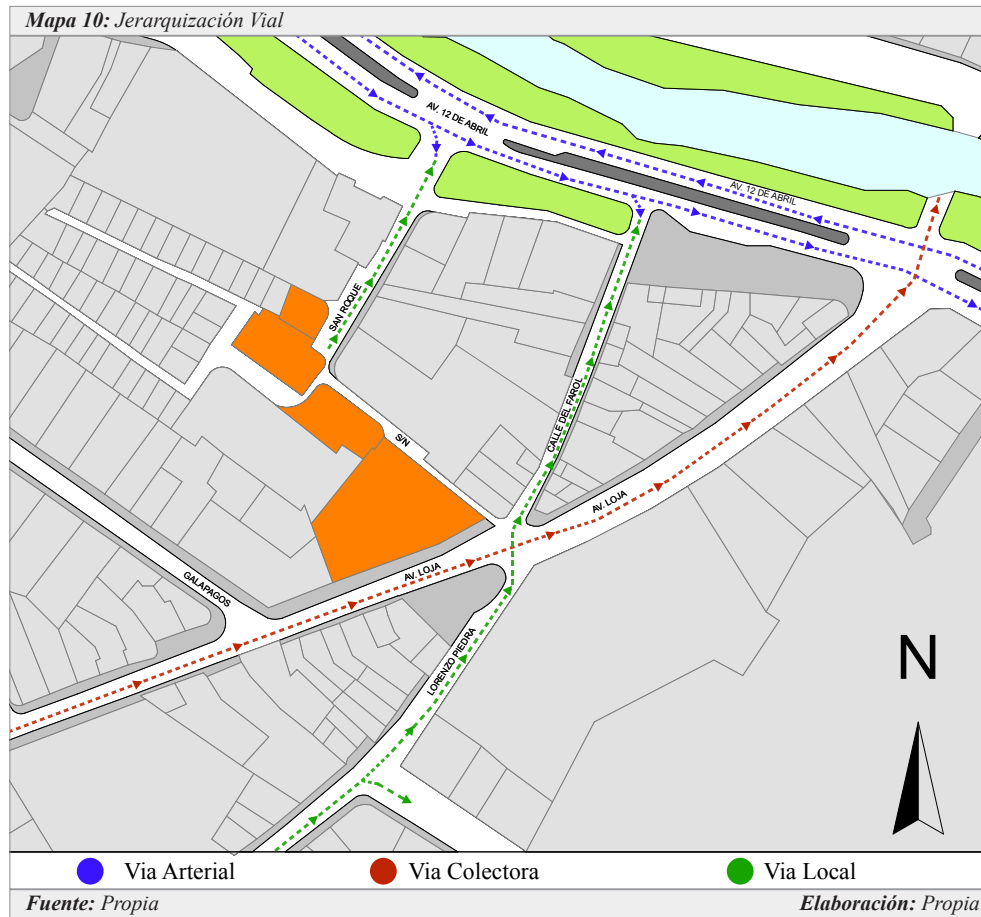 Mapa 10: Jerarquización Vial
AV. 12 DE ABRIL
AV. 12 DE ABRIL
SAN ROQUE
CALLE DEL FAROL
S/N
AV. LOJA
AV. LOJA
GALAPAGOS
LORENZO PIEDRA
N
Via Arterial
Via Colectora
Via Local
Fuente: Propia
Elaboración: Propia